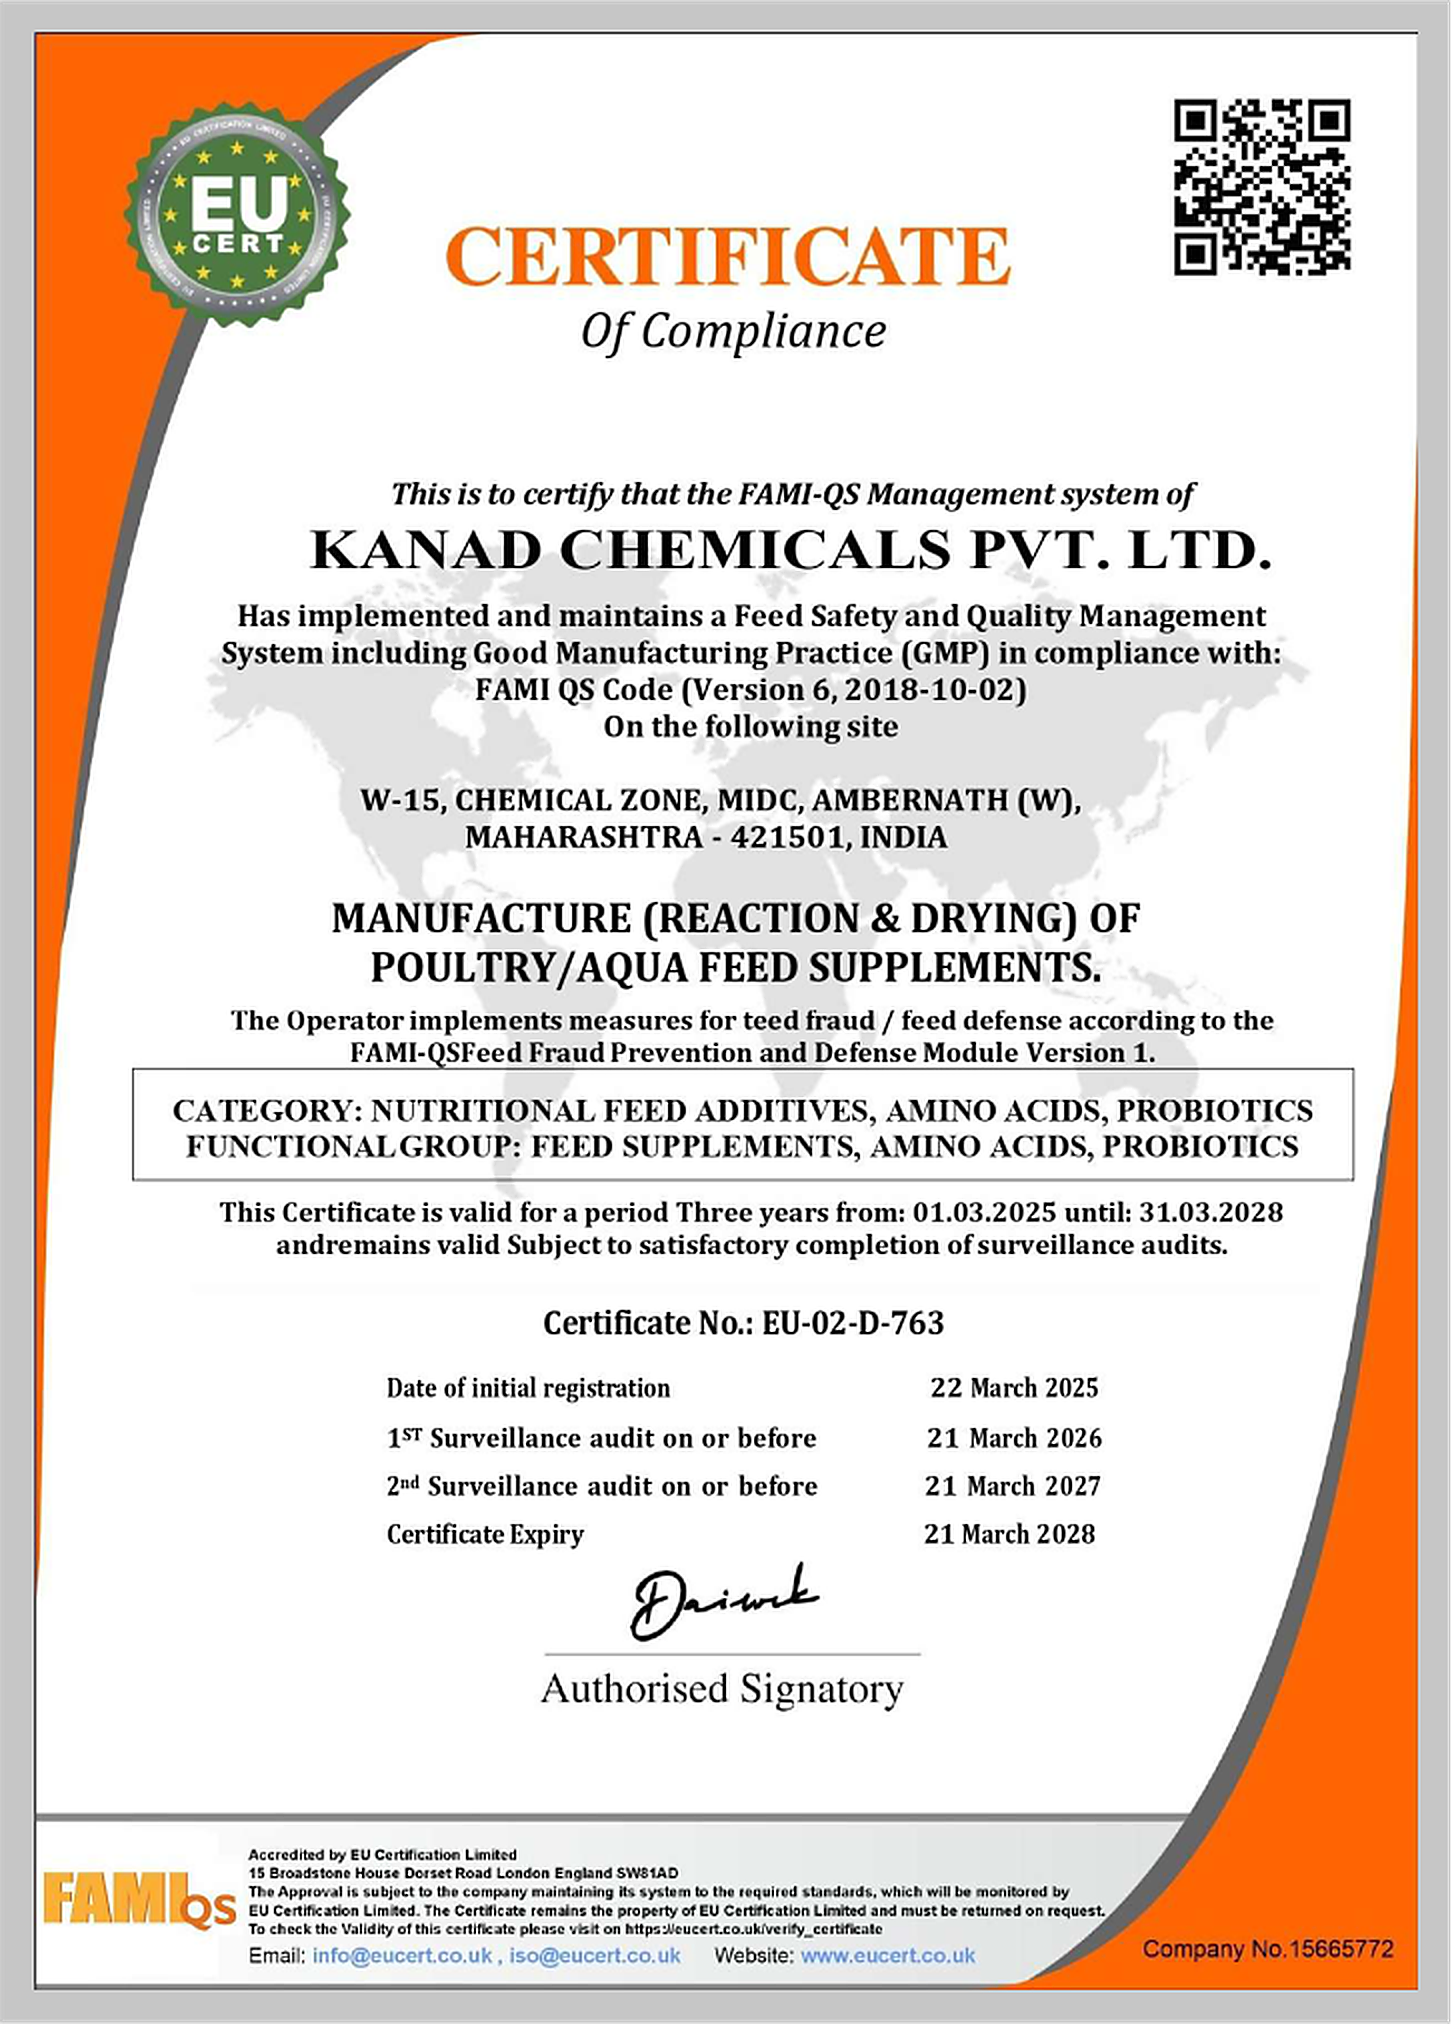 EU CERTIFICATION LIMITED
EU
CERT
CERTIFICATE
Of Compliance
This is to certify that the FAMI-QS Management system of
KANAD CHEMICALS PVT. LTD.
Has implemented and maintains a Feed Safety and Quality Management
System including Good Manufacturing Practice (GMP) in compliance with:
FAMI QS Code (Version 6, 2018-10-02)
On the following site
W-15, CHEMICAL ZONE, MIDC, AMBERNATH (W),
MAHARASHTRA - 421501, INDIA
MANUFACTURE (REACTION & DRYING) OF
POULTRY/AQUA FEED SUPPLEMENTS.
The Operator implements measures for teed fraud / feed defense according to the
FAMI-QSFeed Fraud Prevention and Defense Module Version 1.
CATEGORY: NUTRITIONAL FEED ADDITIVES, AMINO ACIDS, PROBIOTICS
FUNCTIONAL GROUP: FEED SUPPLEMENTS, AMINO ACIDS, PROBIOTICS
This Certificate is valid for a period Three years from: 01.03.2025 until: 31.03.2028
andremains valid Subject to satisfactory completion of surveillance audits.
Certificate No.: EU-02-D-763
Date of initial registration 22 March 2025
1ST Surveillance audit on or before 21 March 2026
2nd Surveillance audit on or before 21 March 2027
Certificate Expiry 21 March 2028
Authorised Signatory
FAMI QS
Accredited by EU Certification Limited
15 Broadstone House Dorset Road London England SW81AD
The Approval is subject to the company maintaining its system to the required standards, which will be monitored by
EU Certification Limited. The Certificate remains the property of EU Certification Limited and must be returned on request.
To check the Validity of this certificate please visit on https://eucert.co.uk/verify_certificate
Email: info@eucert.co.uk , iso@eucert.co.uk Website: www.eucert.co.uk
Company No.15665772